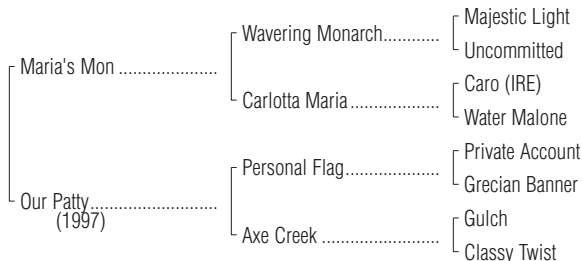 Majestic Light
Wavering Monarch............
Uncommitted
Maria's Mon ......................
Caro (IRE)
Carlotta Maria ....................
Water Malone
Private Account
Personal Flag.....................
Grecian Banner
Our Patty...........................
(1997)
Gulch
Axe Creek .........................
Classy Twist